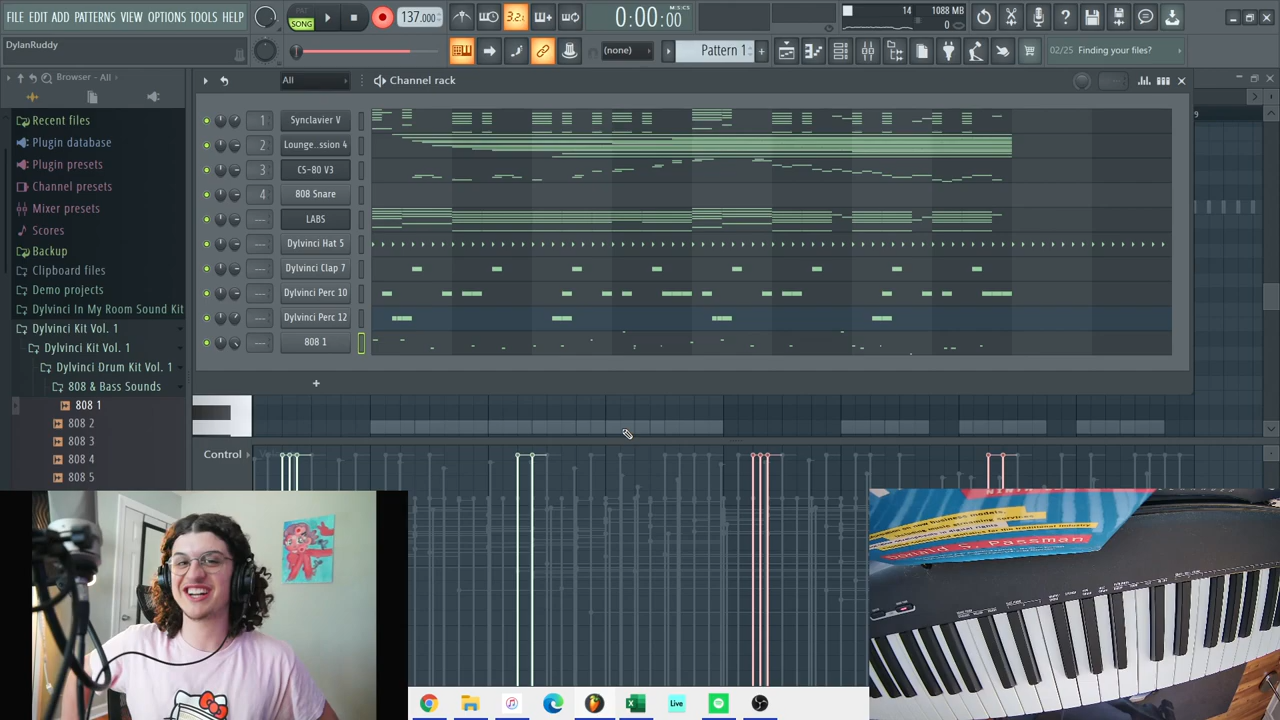 FILE EDIT ADD PATTERNS VIEW OPTIONS TOOLS HELP
PAT
SONG
137.000
3.2.
0:00:00
M:S:CS
14
1088 MB
0
DylanRuddy
(none)
Pattern 1
02/25 Finding your files?
Browser - All
All
Channel rack
Recent files
Plugin database
Plugin presets
Channel presets
Mixer presets
Scores
Backup
Clipboard files
Demo projects
Dylvinci In My Room Sound Kit
Dylvinci Kit Vol. 1
Dylvinci Kit Vol. 1
Dylvinci Drum Kit Vol. 1
808 & Bass Sounds
808 1
808 2
808 3
808 4
808 5
1 Synclavier V
2 Lounge..ssion 4
3 CS-80 V3
4 808 Snare
--- LABS
--- Dylvinci Hat 5
--- Dylvinci Clap 7
--- Dylvinci Perc 10
--- Dylvinci Perc 12
--- 808 1
Control
Live
Donald S. Passman